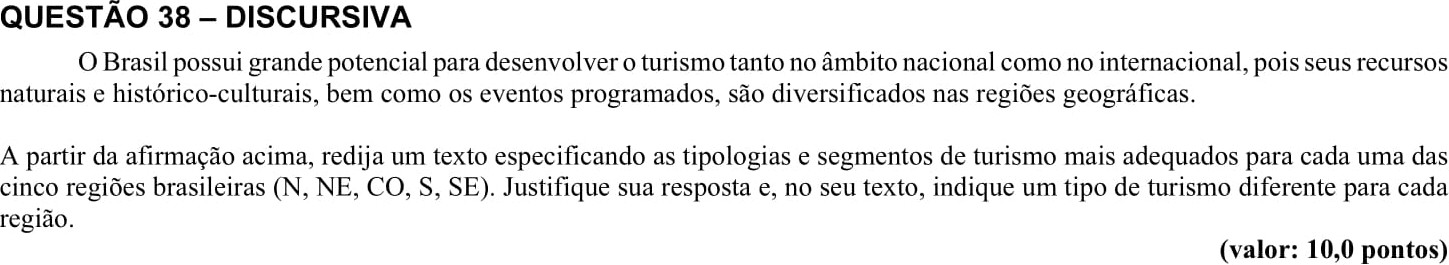 QUESTÃO 38 – DISCURSIVA
O Brasil possui grande potencial para desenvolver o turismo tanto no âmbito nacional como no internacional, pois seus recursos
naturais e histórico-culturais, bem como os eventos programados, são diversificados nas regiões geográficas.
A partir da afirmação acima, redija um texto especificando as tipologias e segmentos de turismo mais adequados para cada uma das
cinco regiões brasileiras (N, NE, CO, S, SE). Justifique sua resposta e, no seu texto, indique um tipo de turismo diferente para cada
região.
(valor: 10,0 pontos)